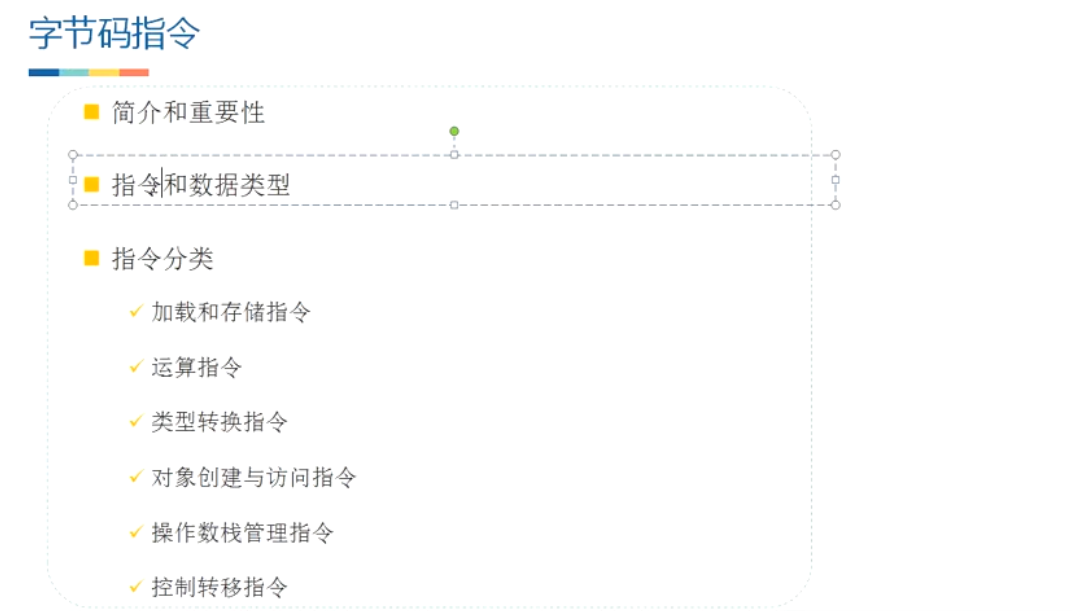 字节码指令
简介和重要性
指令和数据类型
指令分类
加载和存储指令
运算指令
类型转换指令
对象创建与访问指令
操作数栈管理指令
控制转移指令